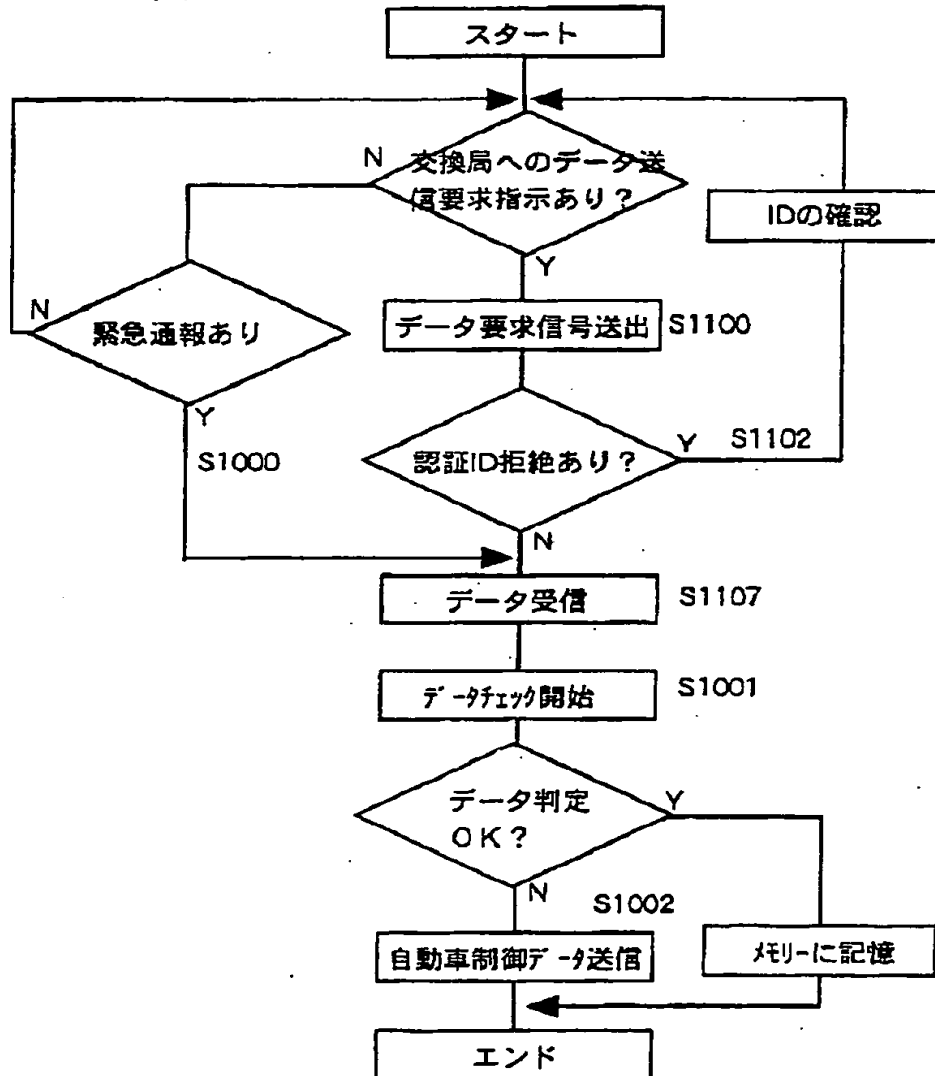 スタート
N
交換局へのデータ送
信要求指示あり？
IDの確認
Y
N
緊急通報あり
データ要求信号送出
S1100
Y
S1000
認証ID拒絶あり？
Y
S1102
N
データ受信
S1107
データチェック開始
S1001
データ判定
OK？
Y
N
S1002
自動車制御データ送信
メモリーに記憶
エンド